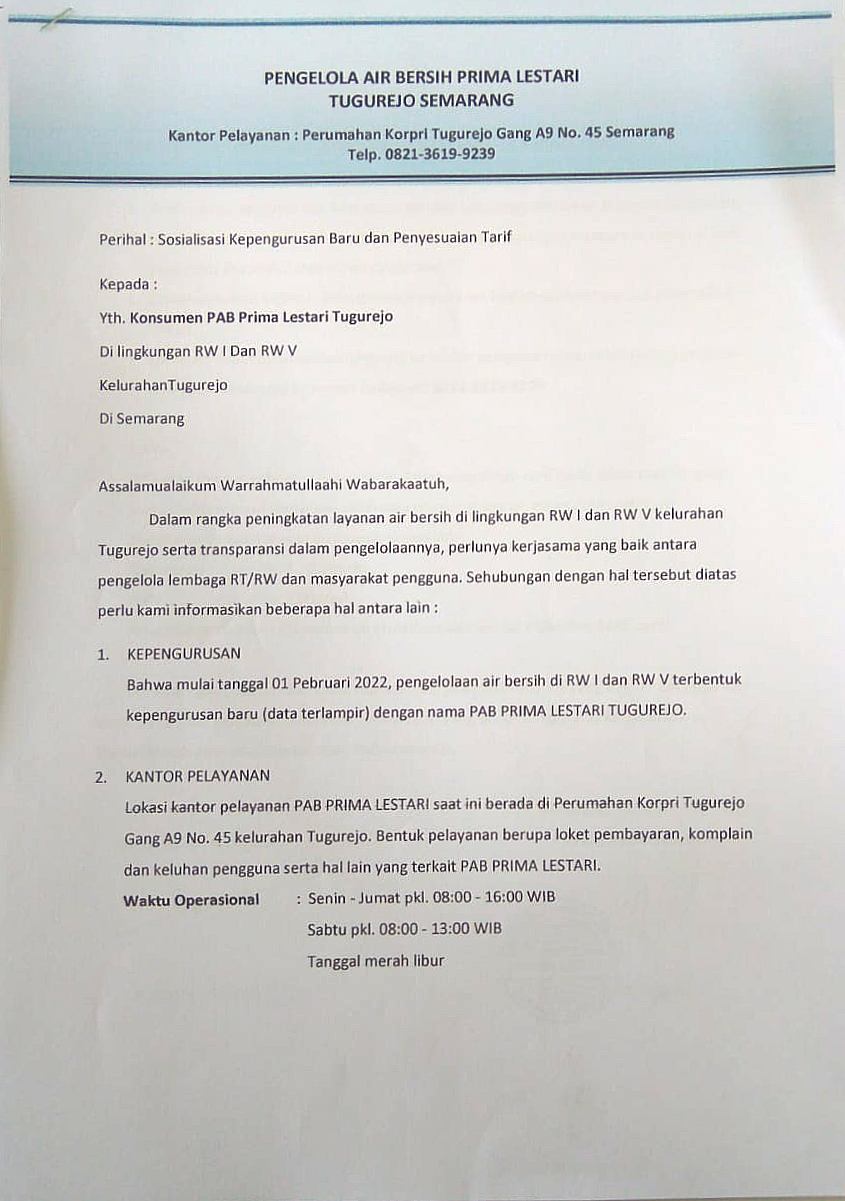 PENGELOLA AIR BERSIH PRIMA LESTARI
TUGUREJO SEMARANG
Kantor Pelayanan : Perumahan Korpri Tugurejo Gang A9 No. 45 Semarang
Telp. 0821-3619-9239
Perihal : Sosialisasi Kepengurusan Baru dan Penyesuaian Tarif
Kepada :
Yth. Konsumen PAB Prima Lestari Tugurejo
Di lingkungan RW I Dan RW V
KelurahanTugurejo
Di Semarang
Assalamualaikum Warrahmatullaahi Wabarakaatuh,
Dalam rangka peningkatan layanan air bersih di lingkungan RW I dan RW V kelurahan
Tugurejo serta transparansi dalam pengelolaannya, perlunya kerjasama yang baik antara
pengelola lembaga RT/RW dan masyarakat pengguna. Sehubungan dengan hal tersebut diatas
perlu kami informasikan beberapa hal antara lain :
1. KEPENGURUSAN
Bahwa mulai tanggal 01 Pebruari 2022, pengelolaan air bersih di RW I dan RW V terbentuk
kepengurusan baru (data terlampir) dengan nama PAB PRIMA LESTARI TUGUREJO.
2. KANTOR PELAYANAN
Lokasi kantor pelayanan PAB PRIMA LESTARI saat ini berada di Perumahan Korpri Tugurejo
Gang A9 No. 45 kelurahan Tugurejo. Bentuk pelayanan berupa loket pembayaran, komplain
dan keluhan pengguna serta hal lain yang terkait PAB PRIMA LESTARI.
Waktu Operasional : Senin - Jumat pkl. 08:00 - 16:00 WIB
Sabtu pkl. 08:00 - 13:00 WIB
Tanggal merah libur